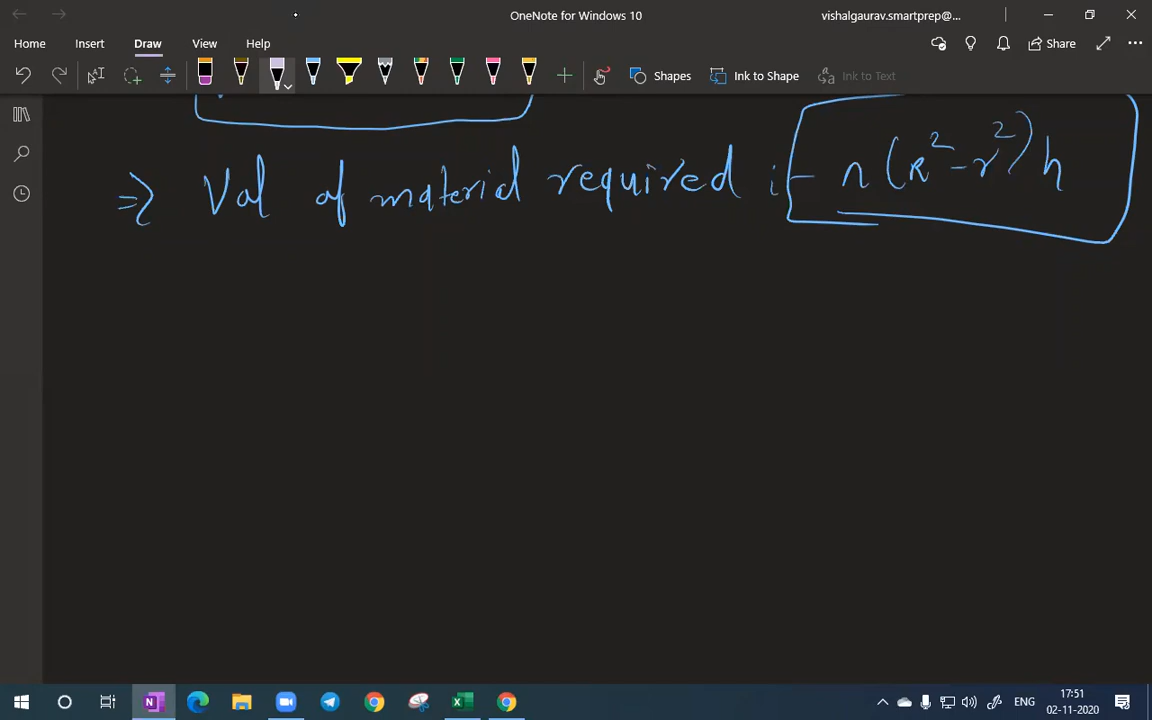 OneNote for Windows 10
vishalgaurav.smartprep@...
Home Insert Draw View Help
Share
Shapes Ink to Shape Ink to Text
⇒ Vol of material required :- π(R²-r²)h
ENG
17:51
02-11-2020